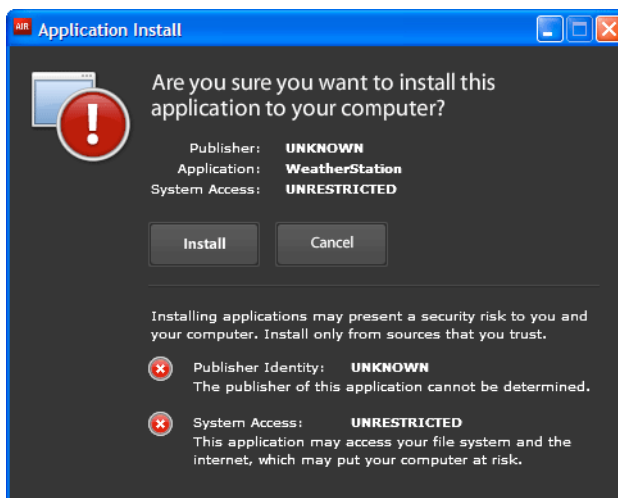 AIR Application Install
Are you sure you want to install this
application to your computer?
Publisher: UNKNOWN
Application: WeatherStation
System Access: UNRESTRICTED
Install Cancel
Installing applications may present a security risk to you and
your computer. Install only from sources that you trust.
Publisher Identity: UNKNOWN
The publisher of this application cannot be determined.
System Access: UNRESTRICTED
This application may access your file system and the
internet, which may put your computer at risk.